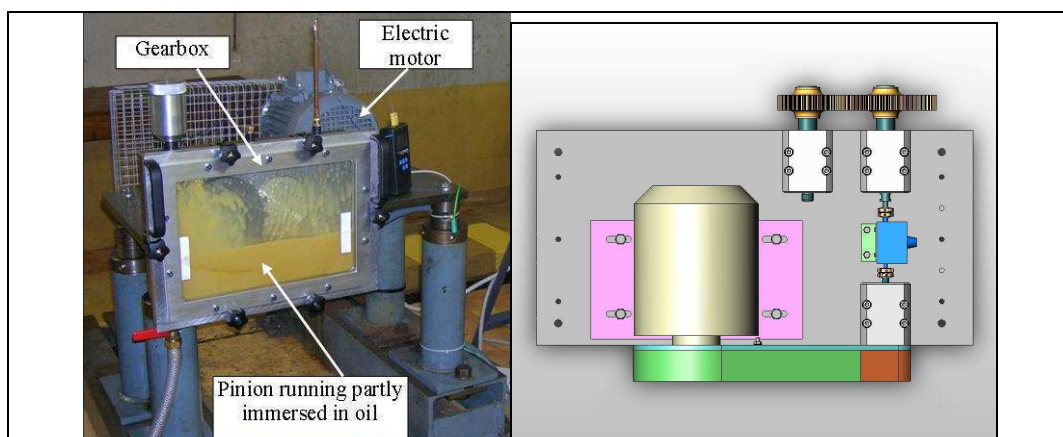 Gearbox
Electric
motor
Pinion running partly
immersed in oil